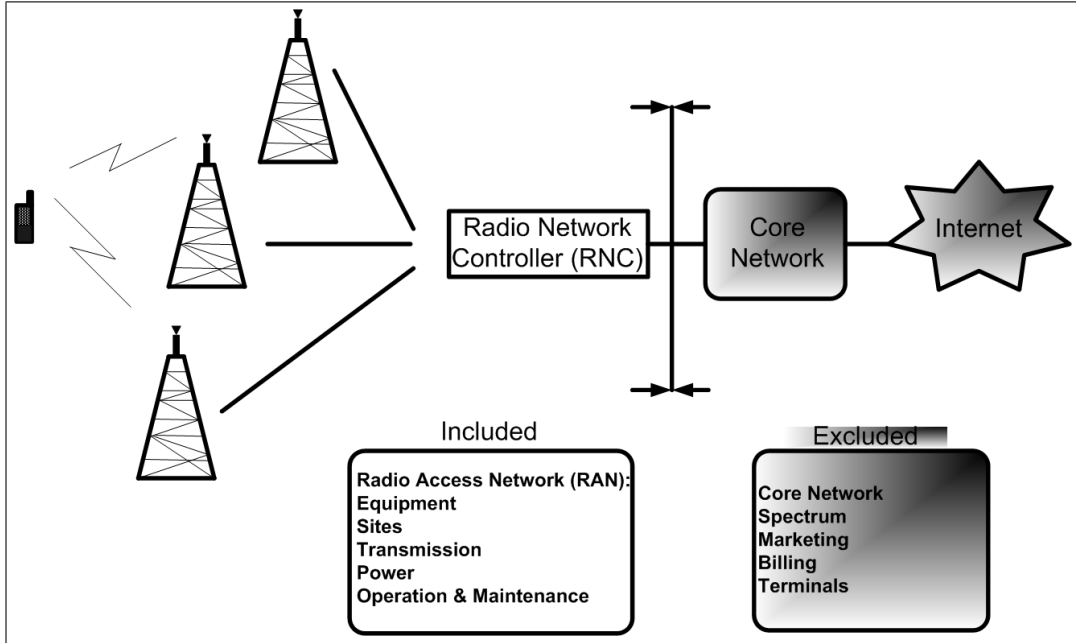 Radio Network
Controller (RNC)
Core
Network
Internet
Included
Radio Access Network (RAN):
Equipment
Sites
Transmission
Power
Operation & Maintenance
Excluded
Core Network
Spectrum
Marketing
Billing
Terminals